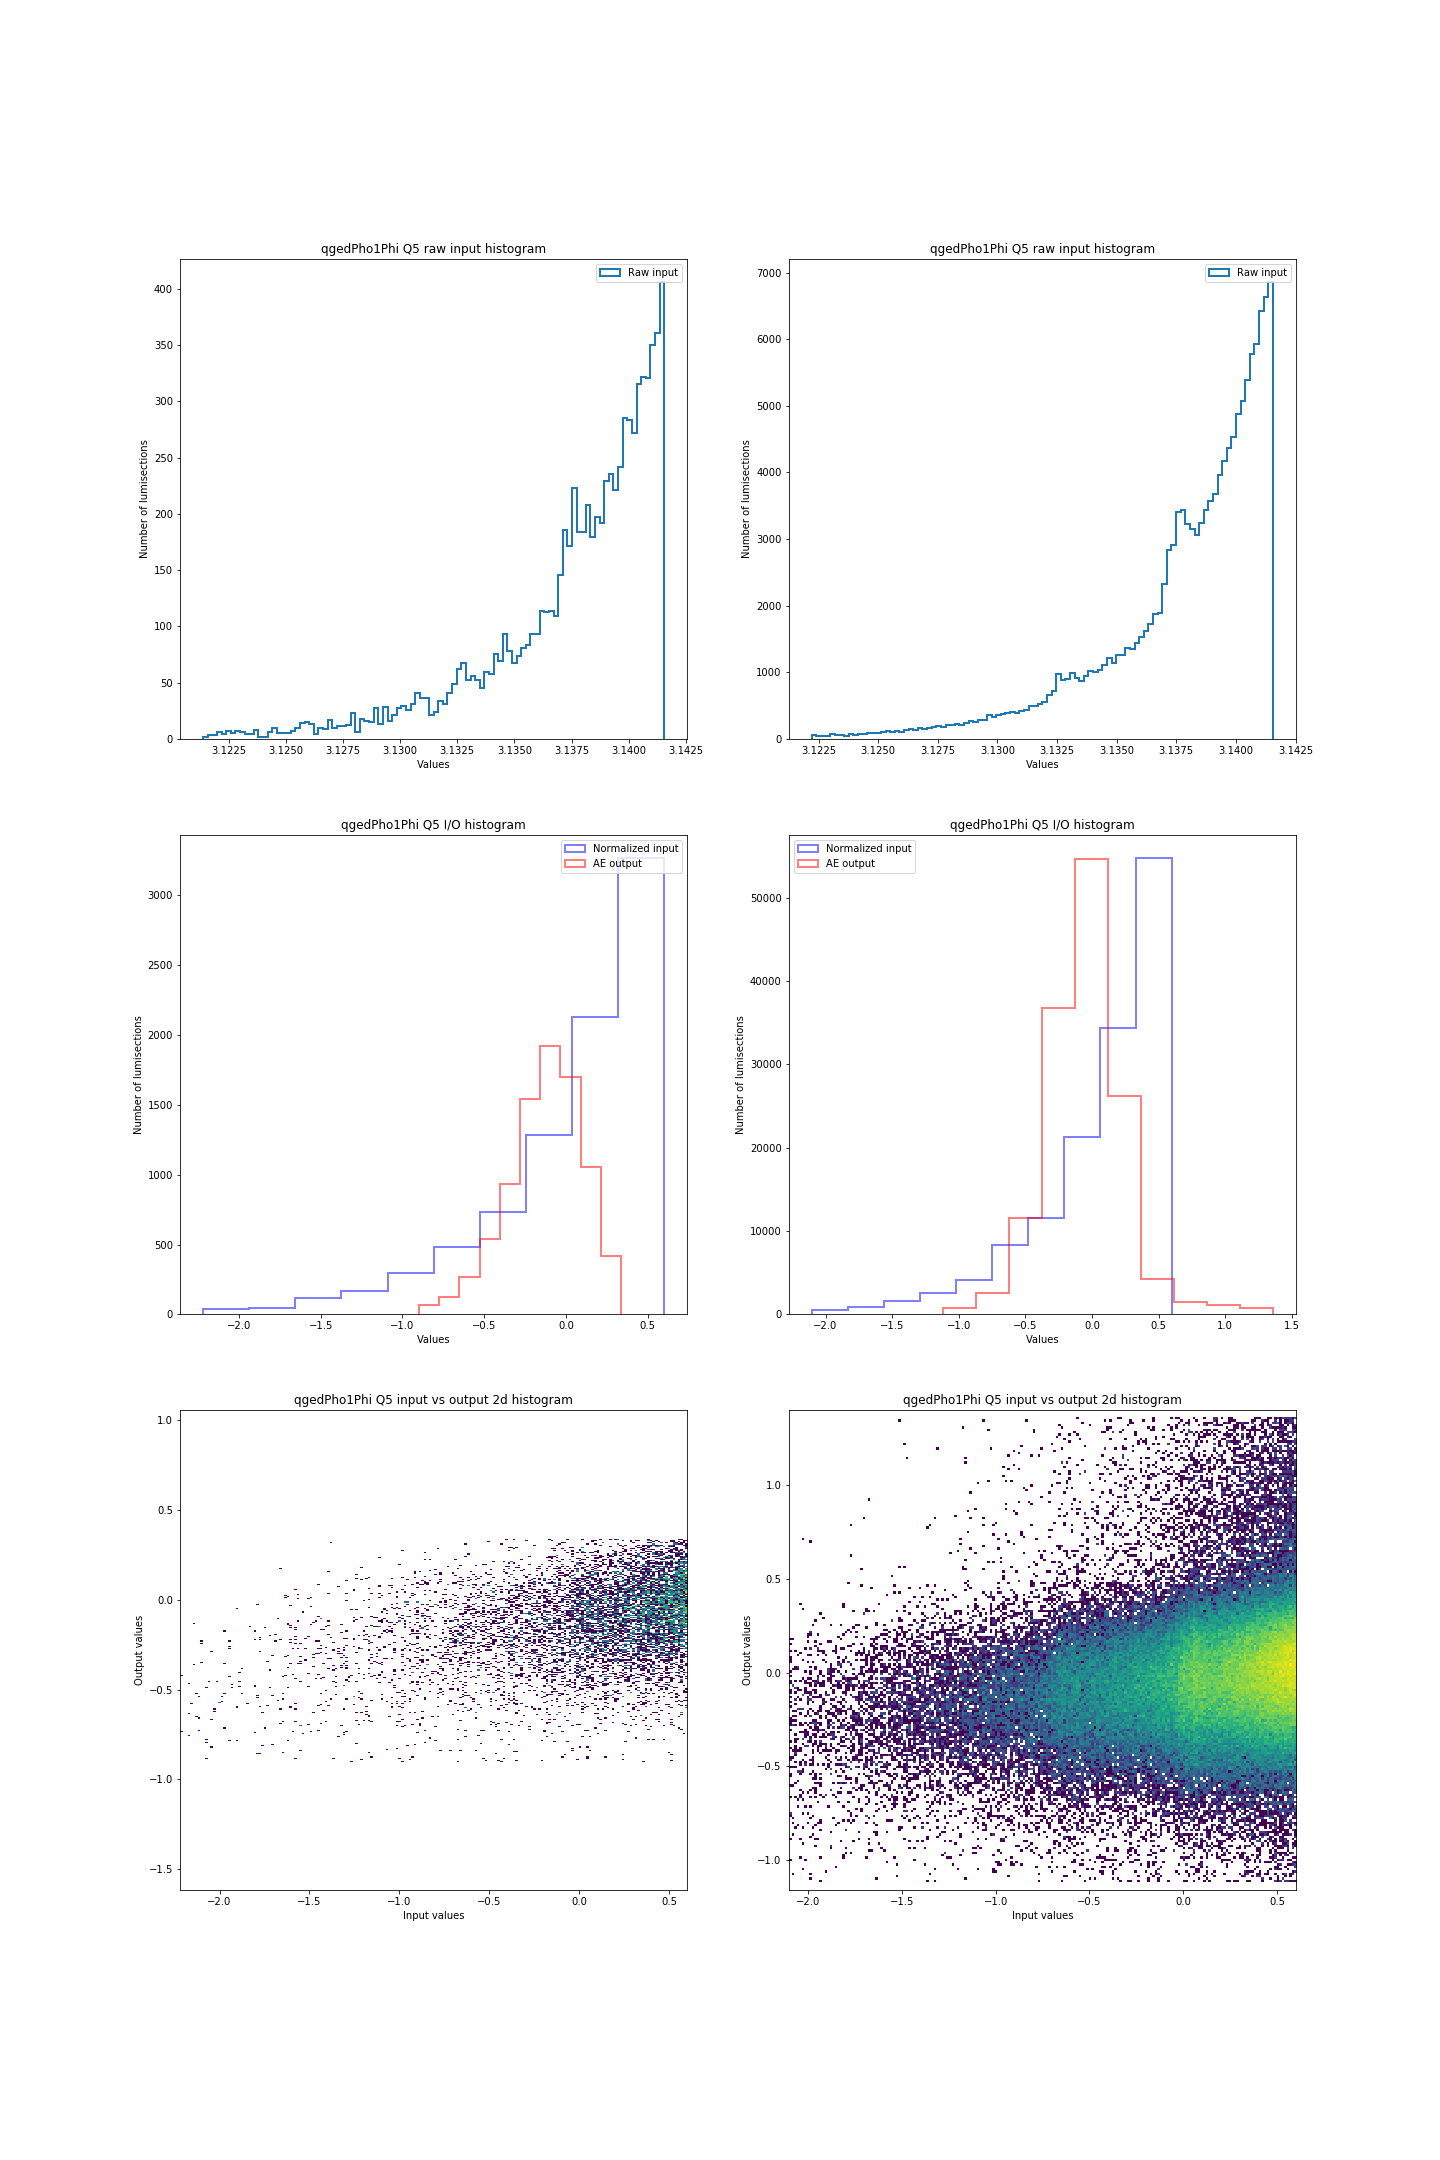 qgedPho1Phi Q5 raw input histogram
Raw input
Number of lumisections
400
350
300
250
200
150
100
50
0
3.1225 3.1250 3.1275 3.1300 3.1325 3.1350 3.1375 3.1400 3.1425
Values
qgedPho1Phi Q5 raw input histogram
Raw input
Number of lumisections
7000
6000
5000
4000
3000
2000
1000
0
3.1225 3.1250 3.1275 3.1300 3.1325 3.1350 3.1375 3.1400 3.1425
Values
qgedPho1Phi Q5 I/O histogram
Normalized input
AE output
Number of lumisections
3000
2500
2000
1500
1000
500
0
−2.0 −1.5 −1.0 −0.5 0.0 0.5
Values
qgedPho1Phi Q5 I/O histogram
Normalized input
AE output
Number of lumisections
50000
40000
30000
20000
10000
0
−2.0 −1.5 −1.0 −0.5 0.0 0.5 1.0 1.5
Values
qgedPho1Phi Q5 input vs output 2d histogram
Output values
1.0
0.5
0.0
−0.5
−1.0
−1.5
−2.0 −1.5 −1.0 −0.5 0.0 0.5
Input values
qgedPho1Phi Q5 input vs output 2d histogram
Output values
1.0
0.5
0.0
−0.5
−1.0
−2.0 −1.5 −1.0 −0.5 0.0 0.5
Input values